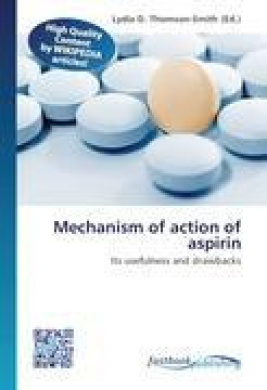 Lydia D. Thomson-Smith (Ed.)
High Quality
Content
by WIKIPEDIA
articles!
Mechanism of action of
aspirin
Its usefulness and drawbacks
fastbook publishing